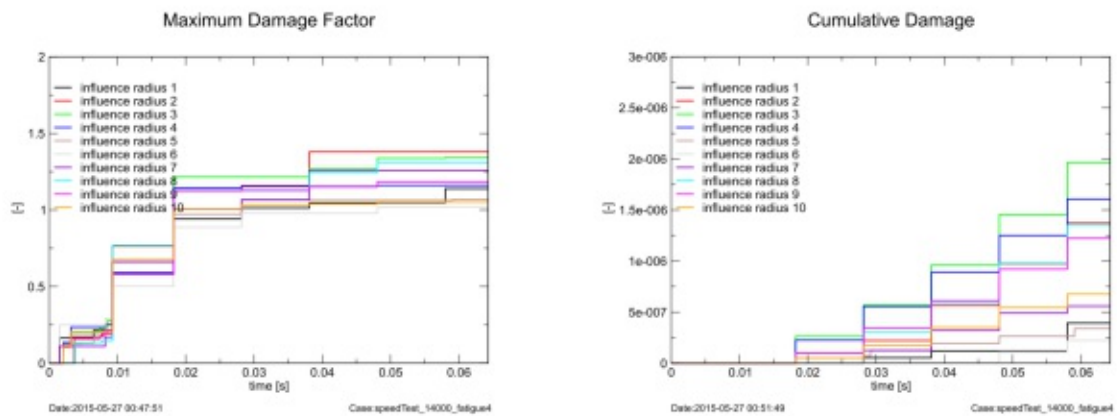 Maximum Damage Factor
2
1.5
1
0.5
0
[-]
influence radius 1
influence radius 2
influence radius 3
influence radius 4
influence radius 5
influence radius 6
influence radius 7
influence radius 8
influence radius 9
influence radius 10
0 0.01 0.02 0.03 0.04 0.05 0.06
time [s]
Date:2015-05-27 00:47:51 Case:speedTest_14000_fatigue4
Cumulative Damage
3e-006
2.5e-006
2e-006
1.5e-006
1e-006
5e-007
[-]
influence radius 1
influence radius 2
influence radius 3
influence radius 4
influence radius 5
influence radius 6
influence radius 7
influence radius 8
influence radius 9
influence radius 10
0 0.01 0.02 0.03 0.04 0.05 0.06
time [s]
Date:2015-05-27 00:51:49 Case:speedTest_14000_fatigue4